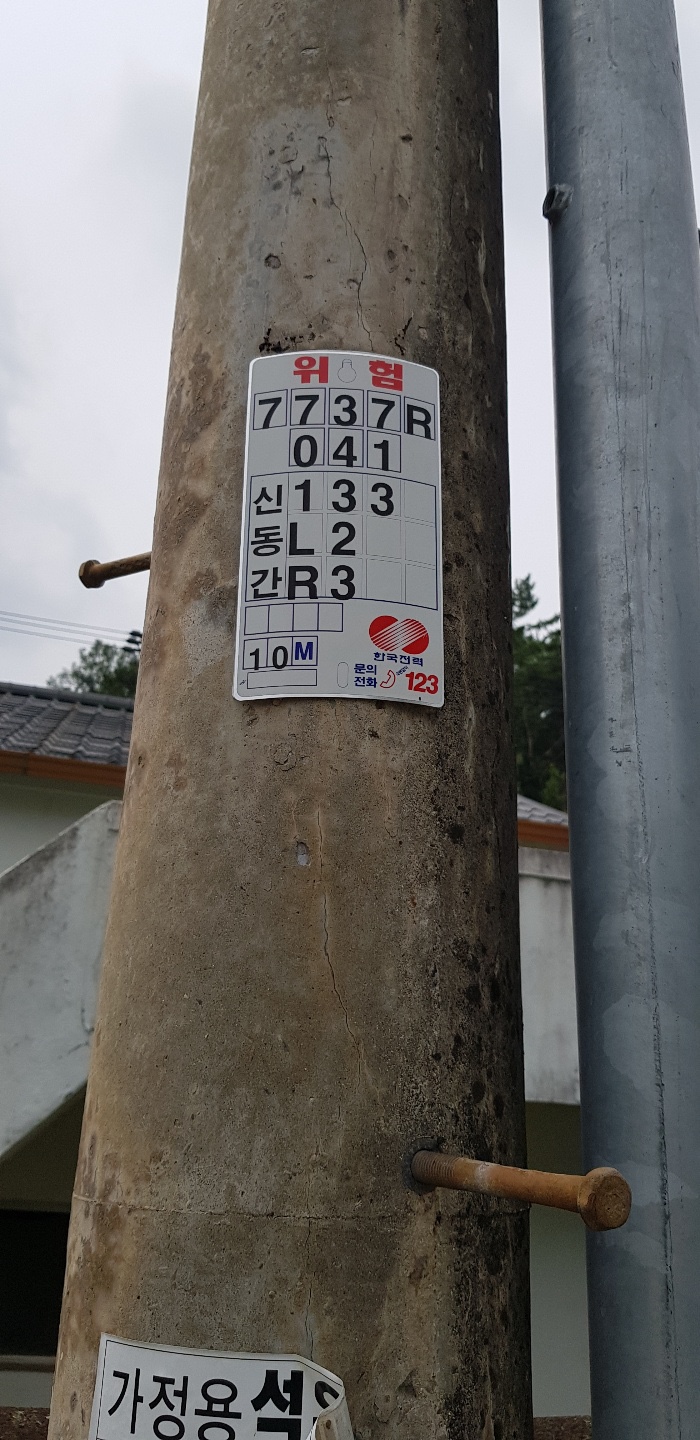 위험
7737R
041
신133
동L2
간R3
10M
한국전력
문의
전화 123
가정용 석